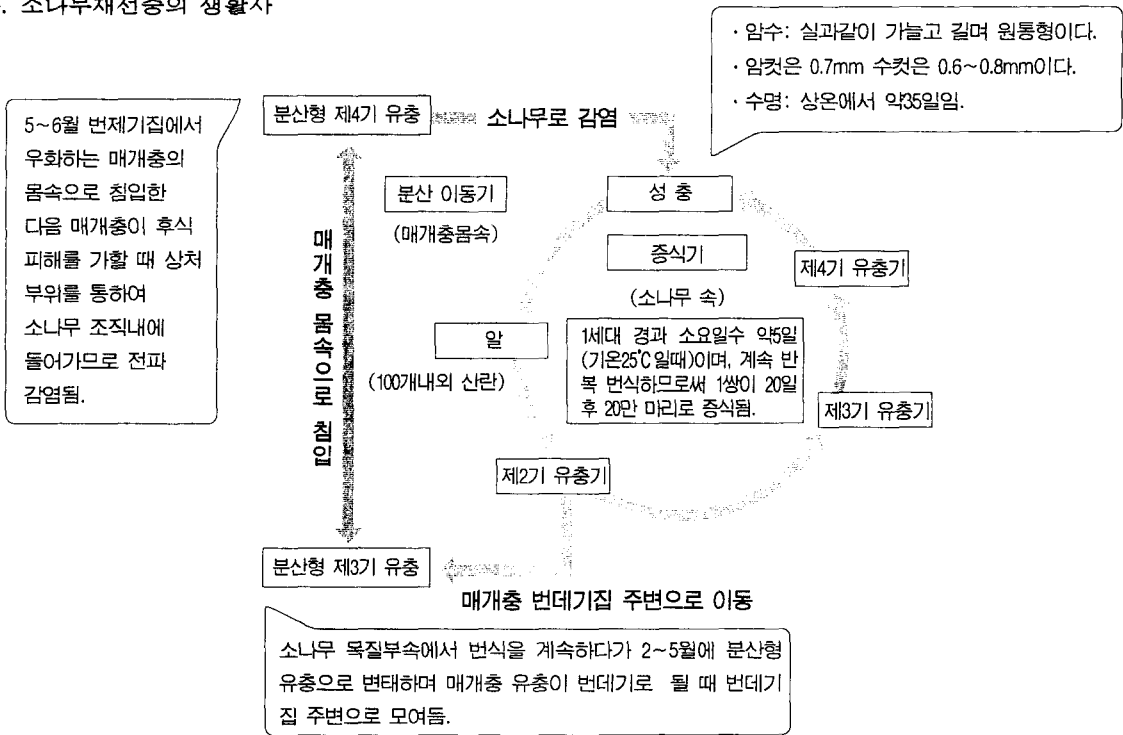 . 소나무재선충의 생활사
· 암수: 실과같이 가늘고 길며 원통형이다.
· 암컷은 0.7mm 수컷은 0.6~0.8mm이다.
· 수명: 상온에서 약35일임.
5~6월 번제기집에서
우화하는 매개충의
몸속으로 침입한
다음 매개충이 후식
피해를 가할 때 상처
부위를 통하여
소나무 조직내에
들어가므로 전파
감염됨.
분산형 제4기 유충
소나무로 감염
분산 이동기
(매개충몸속)
성 충
증식기
(소나무 속)
제4기 유충기
매개충 몸속으로 침입
알
(100개내외 산란)
1세대 경과 소요일수 약5일
(기온25℃일때)이며, 계속 반
복 번식하므로써 1쌍이 20일
후 20만 마리로 증식됨.
제3기 유충기
제2기 유충기
분산형 제3기 유충
매개충 번데기집 주변으로 이동
소나무 목질부속에서 번식을 계속하다가 2~5월에 분산형
유충으로 변태하며 매개충 유충이 번데기로 될 때 번데기
집 주변으로 모여듬.